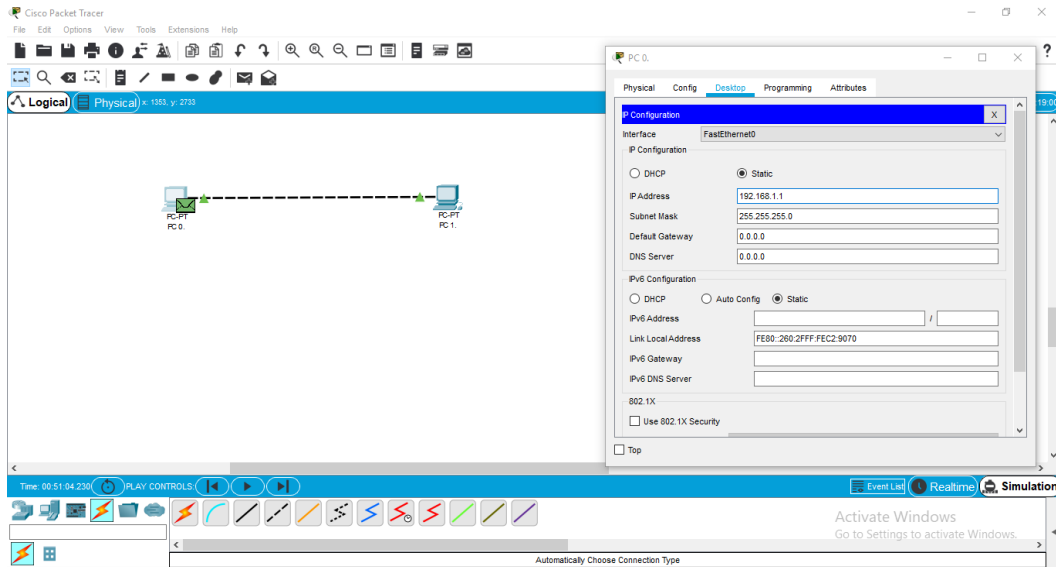 Cisco Packet Tracer
File Edit Options View Tools Extensions Help
?
Logical Physical x: 1353, y: 2733
PC-PT
PC 0.
PC-PT
PC 1.
PC 0.
Physical Config Desktop Programming Attributes
IP Configuration X
Interface FastEthernet0
IP Configuration
DHCP Static
IP Address 192.168.1.1
Subnet Mask 255.255.255.0
Default Gateway 0.0.0.0
DNS Server 0.0.0.0
IPv6 Configuration
DHCP Auto Config Static
IPv6 Address /
Link Local Address FE80::260:2FFF:FEC2:9070
IPv6 Gateway
IPv6 DNS Server
802.1X
Use 802.1X Security
Top
Time: 00:51:04.230 PLAY CONTROLS: Event List Realtime Simulation
Activate Windows
Go to Settings to activate Windows.
Automatically Choose Connection Type